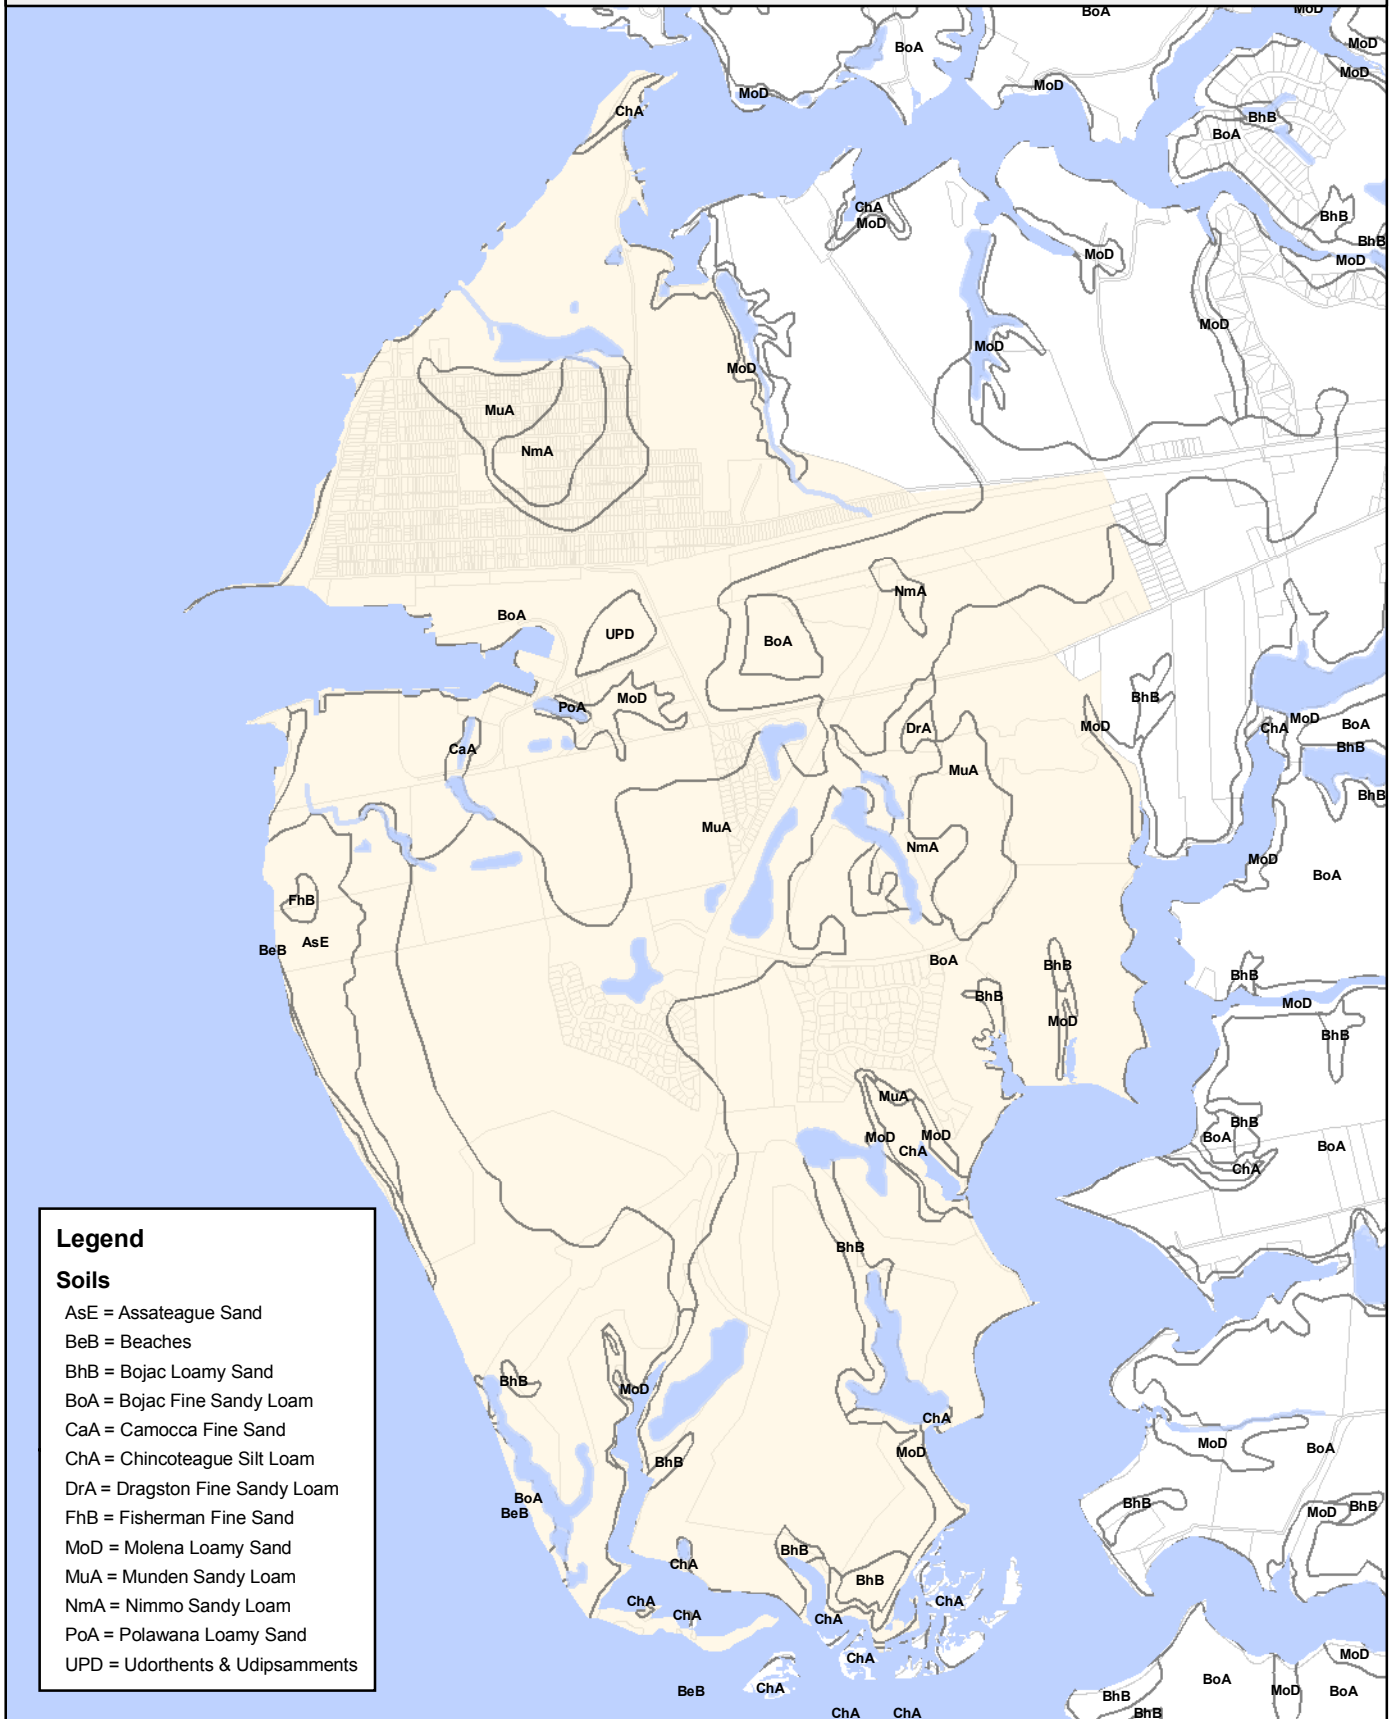 BoA
MoD
BoA
MoD
MoD
MoD
MoD
ChA
BhB
BoA
ChA
MoD
BhB
BhB
MoD
MoD
MoD
MoD
MoD
MuA
NmA
NmA
BoA
UPD
BoA
BhB
MoD
PoA
DrA
MoD
MoD
ChA
BoA
BhB
CaA
MuA
BhB
MuA
NmA
MoD
BoA
FhB
AsE
BeB
BoA
BhB
BhB
BhB
MoD
MoD
BhB
MuA
BhB
MoD
MoD
BoA
ChA
BoA
ChA
BhB
BhB
MoD
ChA
MoD
MoD
BoA
BhB
BoA
BeB
BhB
MoD
BhB
BhB
ChA
BhB
ChA
ChA
ChA
ChA
ChA
MoD
BoA
ChA
BeB
MoD
BoA
BhB
ChA
ChA
BhB
Legend
Soils
AsE = Assateague Sand
BeB = Beaches
BhB = Bojac Loamy Sand
BoA = Bojac Fine Sandy Loam
CaA = Camocca Fine Sand
ChA = Chincoteague Silt Loam
DrA = Dragston Fine Sandy Loam
FhB = Fisherman Fine Sand
MoD = Molena Loamy Sand
MuA = Munden Sandy Loam
NmA = Nimmo Sandy Loam
PoA = Polawana Loamy Sand
UPD = Udorthents & Udipsamments